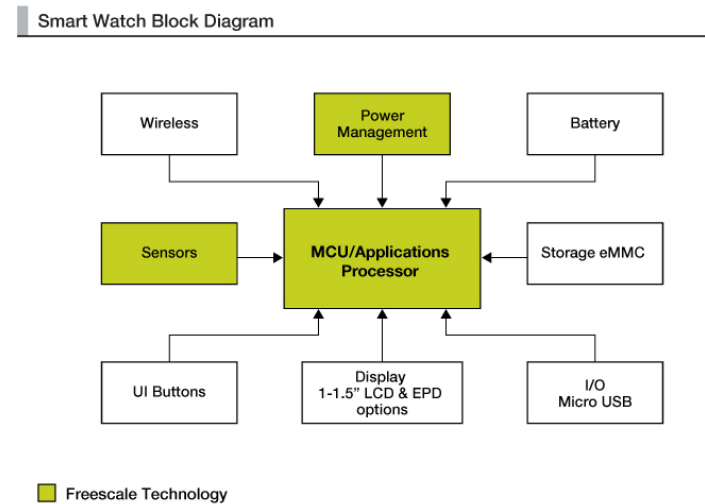 Smart Watch Block Diagram
Wireless
Power
Management
Battery
Sensors
MCU/Applications
Processor
Storage eMMC
UI Buttons
Display
1-1.5” LCD & EPD
options
I/O
Micro USB
Freescale Technology